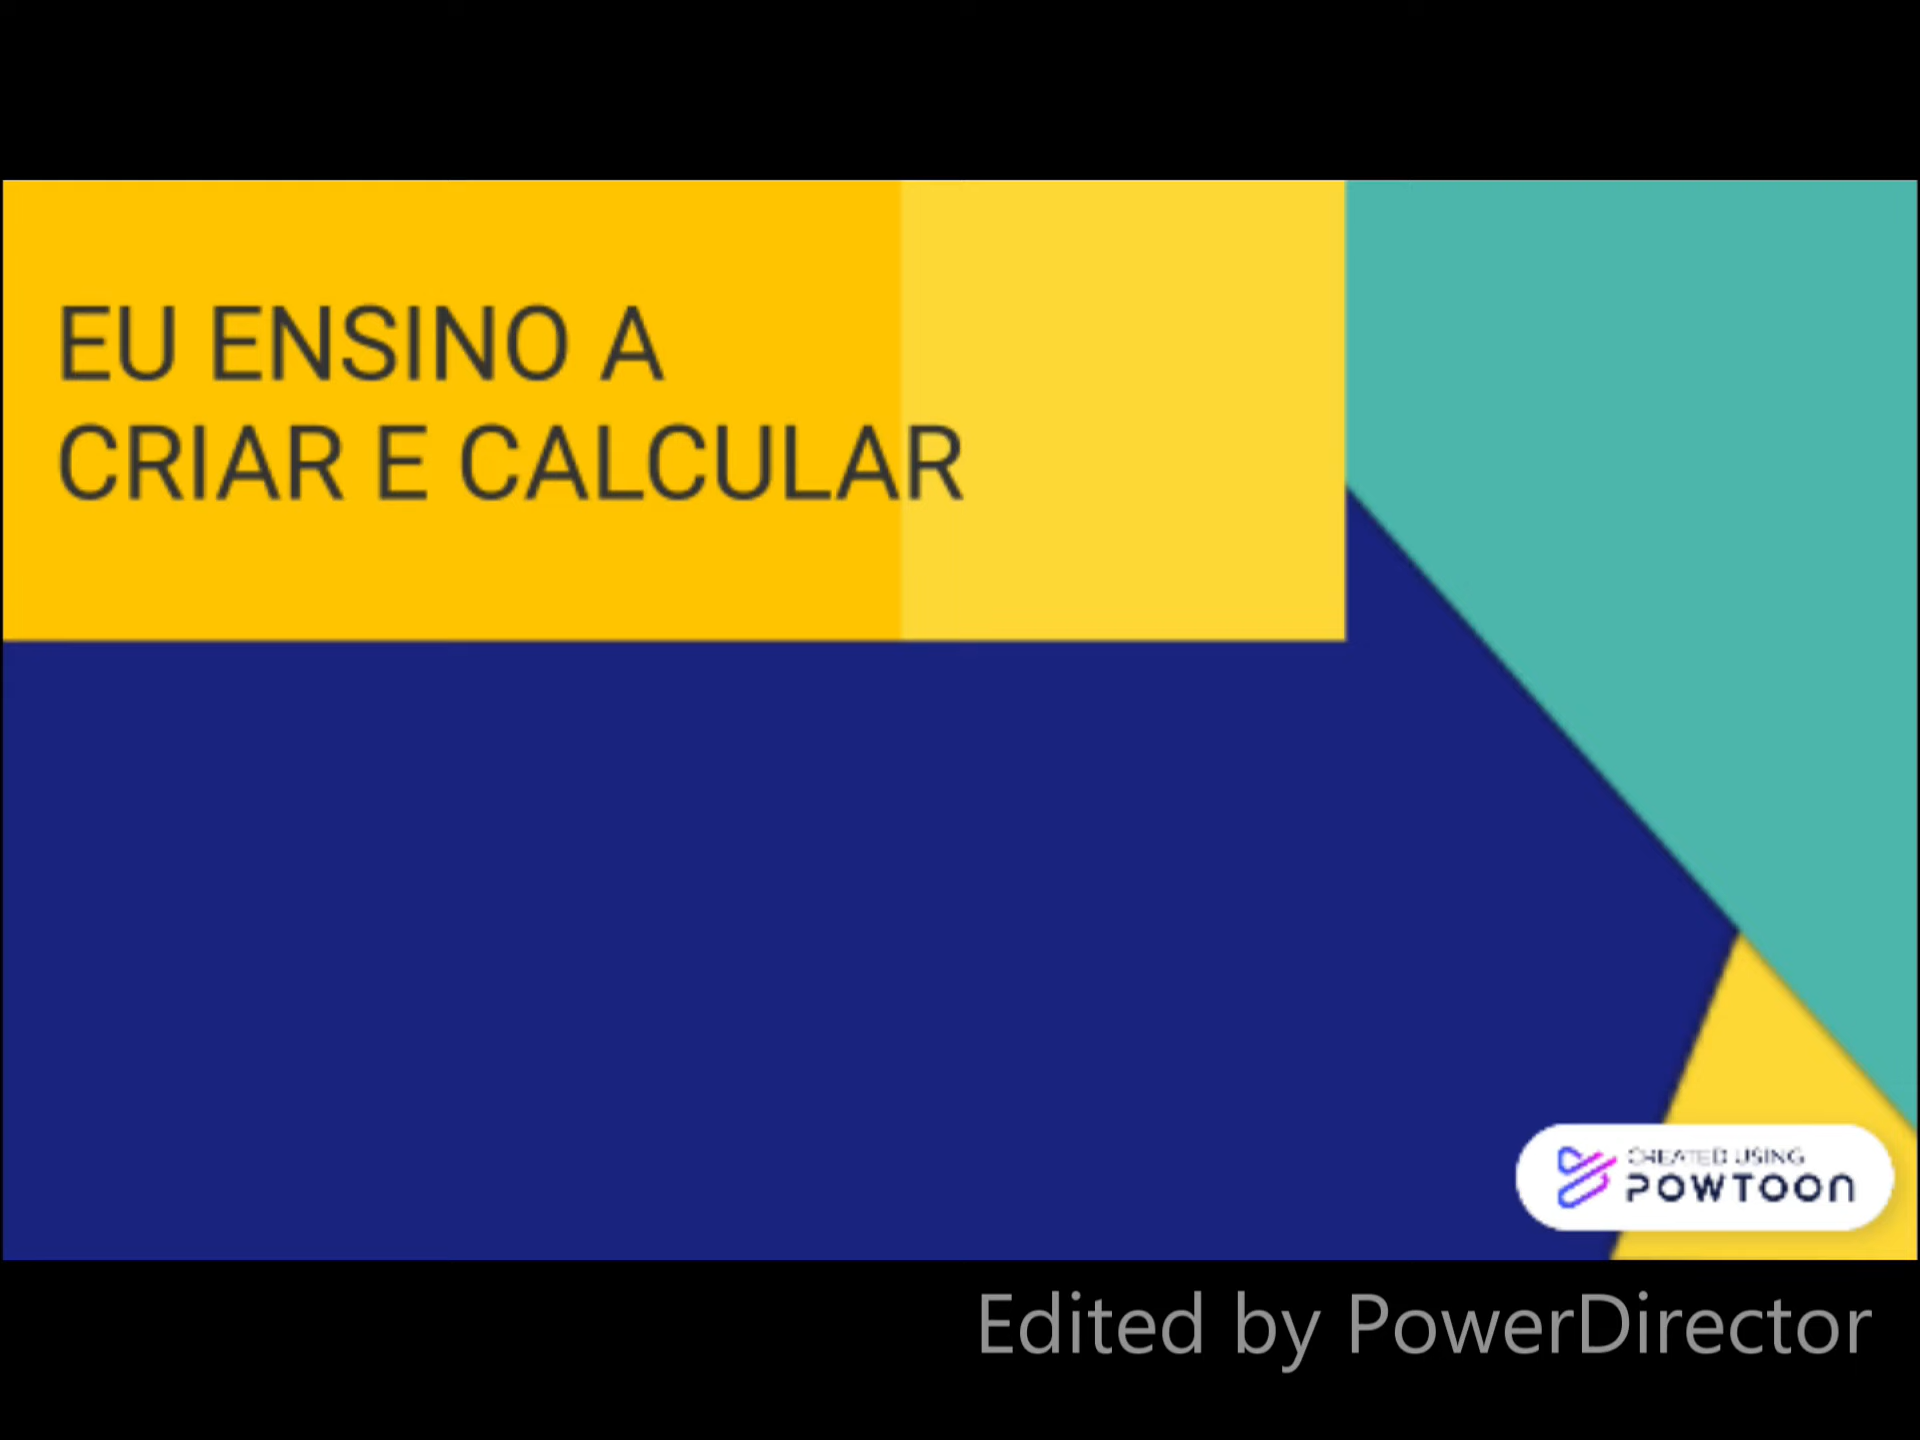 EU ENSINO A
CRIAR E CALCULAR
CREATED USING
POWTOON
Edited by PowerDirector